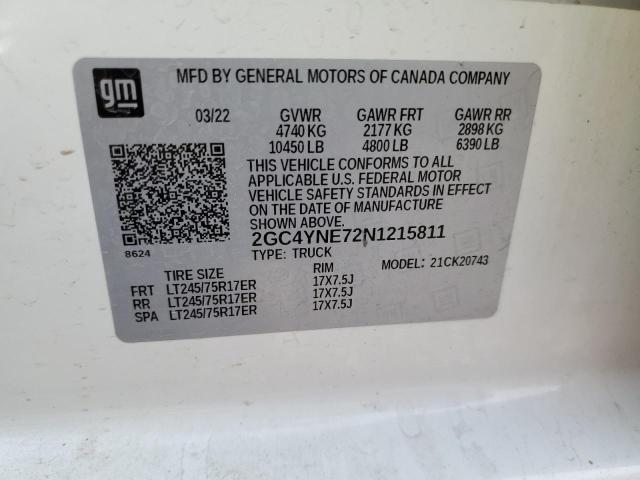 gm
MFD BY GENERAL MOTORS OF CANADA COMPANY
03/22 GVWR GAWR FRT GAWR RR
4740 KG 2177 KG 2898 KG
10450 LB 4800 LB 6390 LB
THIS VEHICLE CONFORMS TO ALL
APPLICABLE U.S. FEDERAL MOTOR
VEHICLE SAFETY STANDARDS IN EFFECT
ON THE DATE OF MANUFACTURE
SHOWN ABOVE.
8624
2GC4YNE72N1215811
TYPE: TRUCK MODEL: 21CK20743
TIRE SIZE RIM
FRT LT245/75R17ER 17X7.5J
RR LT245/75R17ER 17X7.5J
SPA LT245/75R17ER 17X7.5J